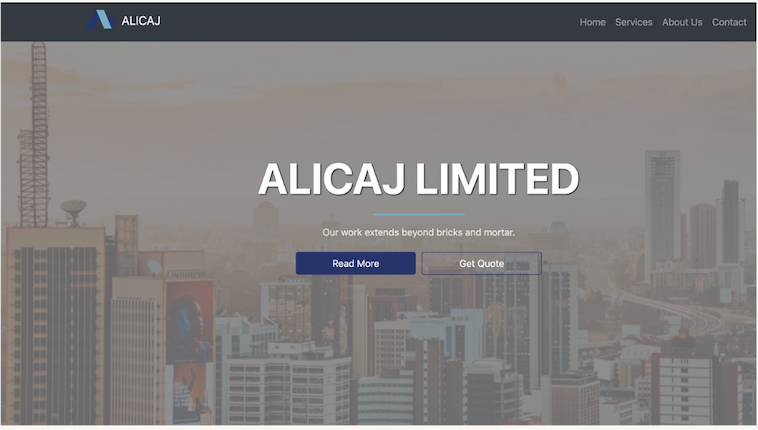 ALICAJ
Home Services About Us Contact
ALICAJ LIMITED
Our work extends beyond bricks and mortar.
Read More
Get Quote